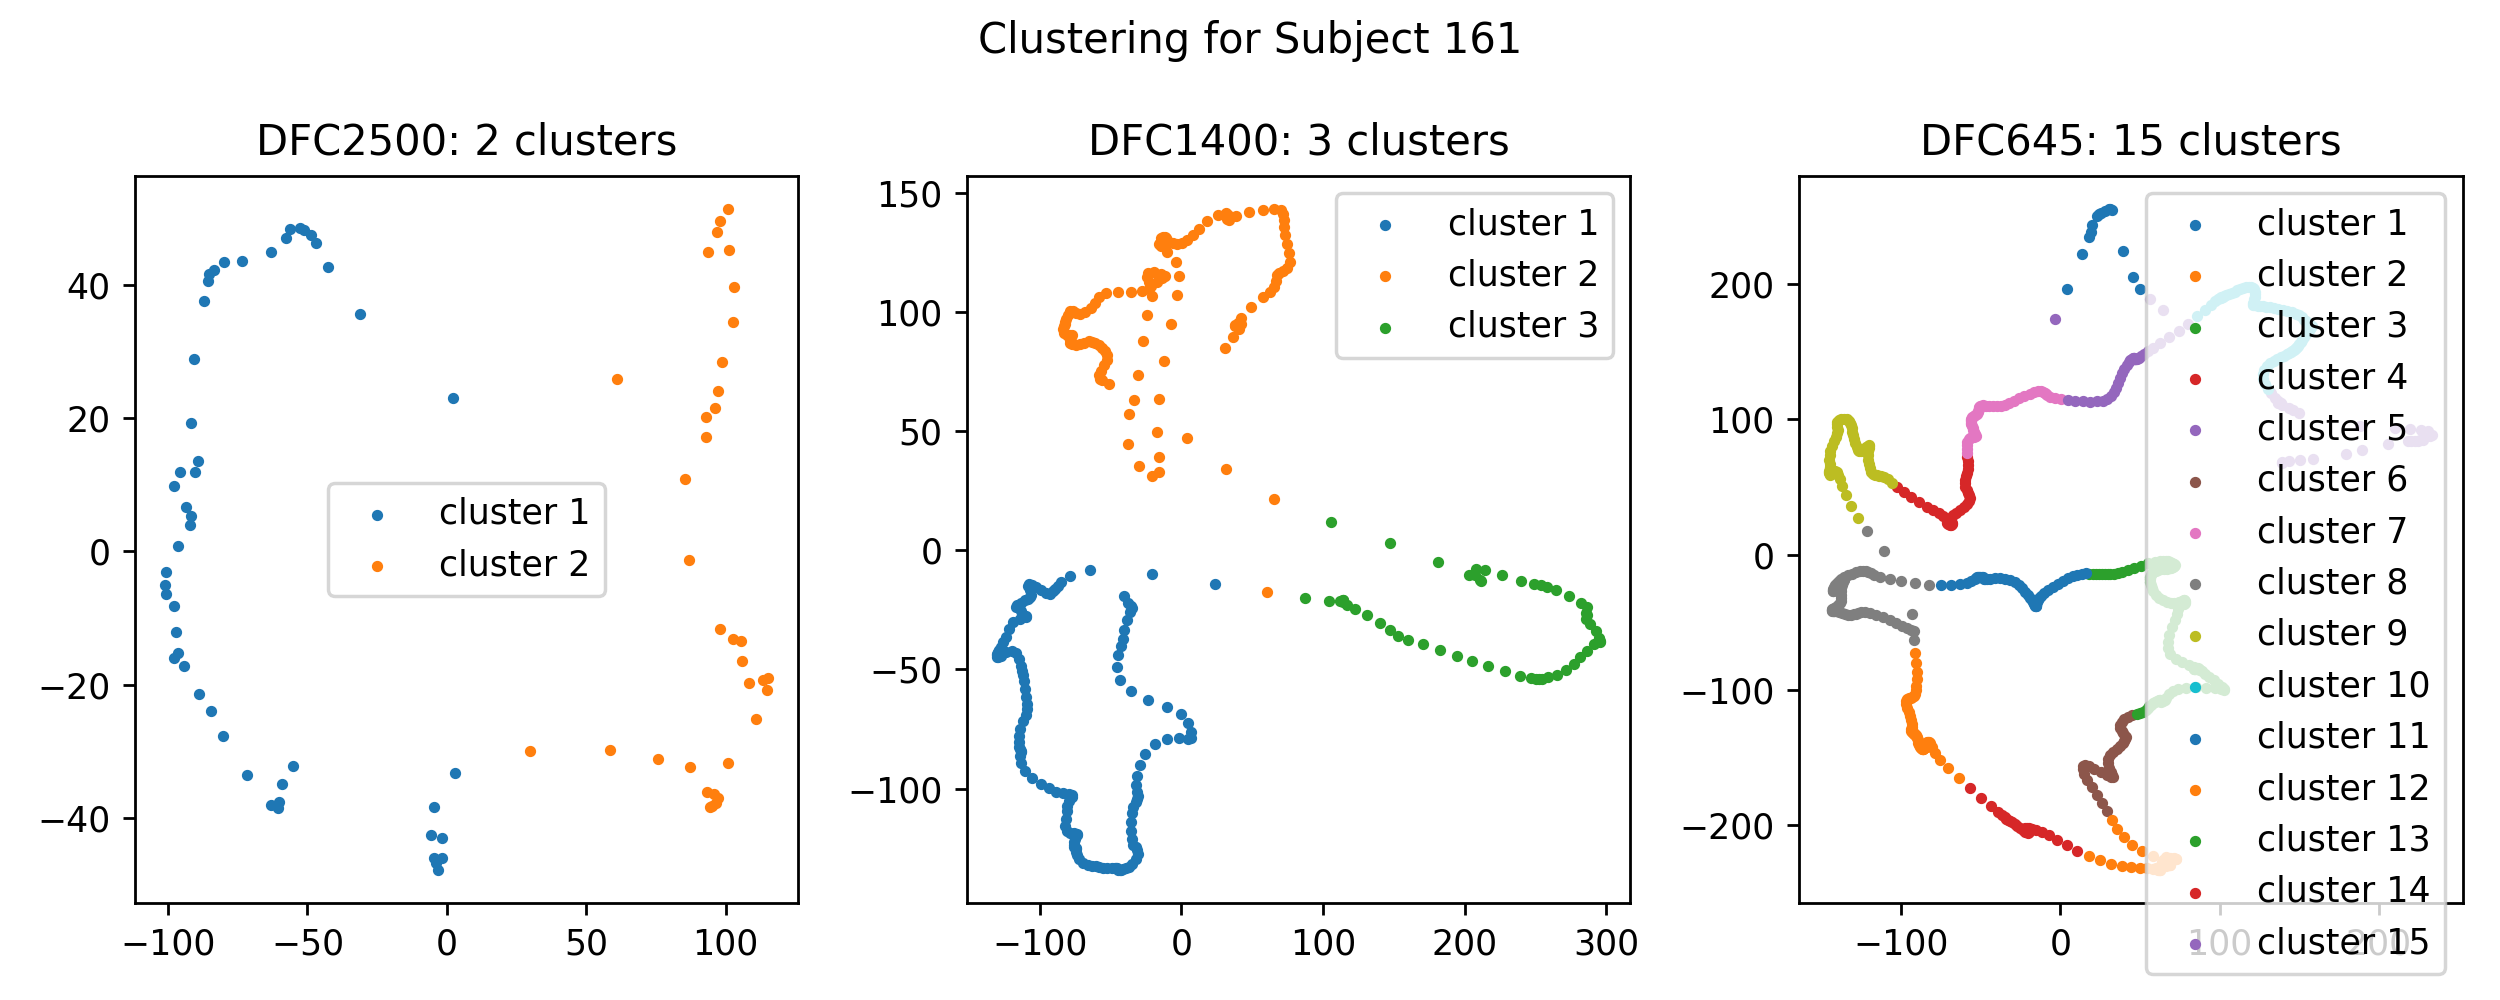 Clustering for Subject 161
DFC2500: 2 clusters
40
20
0
−20
−40
−100
−50
0
50
100
cluster 1
cluster 2
DFC1400: 3 clusters
150
100
50
0
−50
−100
−100
0
100
200
300
cluster 1
cluster 2
cluster 3
DFC645: 15 clusters
200
100
0
−100
−200
−100
0
100
200
cluster 1
cluster 2
cluster 3
cluster 4
cluster 5
cluster 6
cluster 7
cluster 8
cluster 9
cluster 10
cluster 11
cluster 12
cluster 13
cluster 14
cluster 15